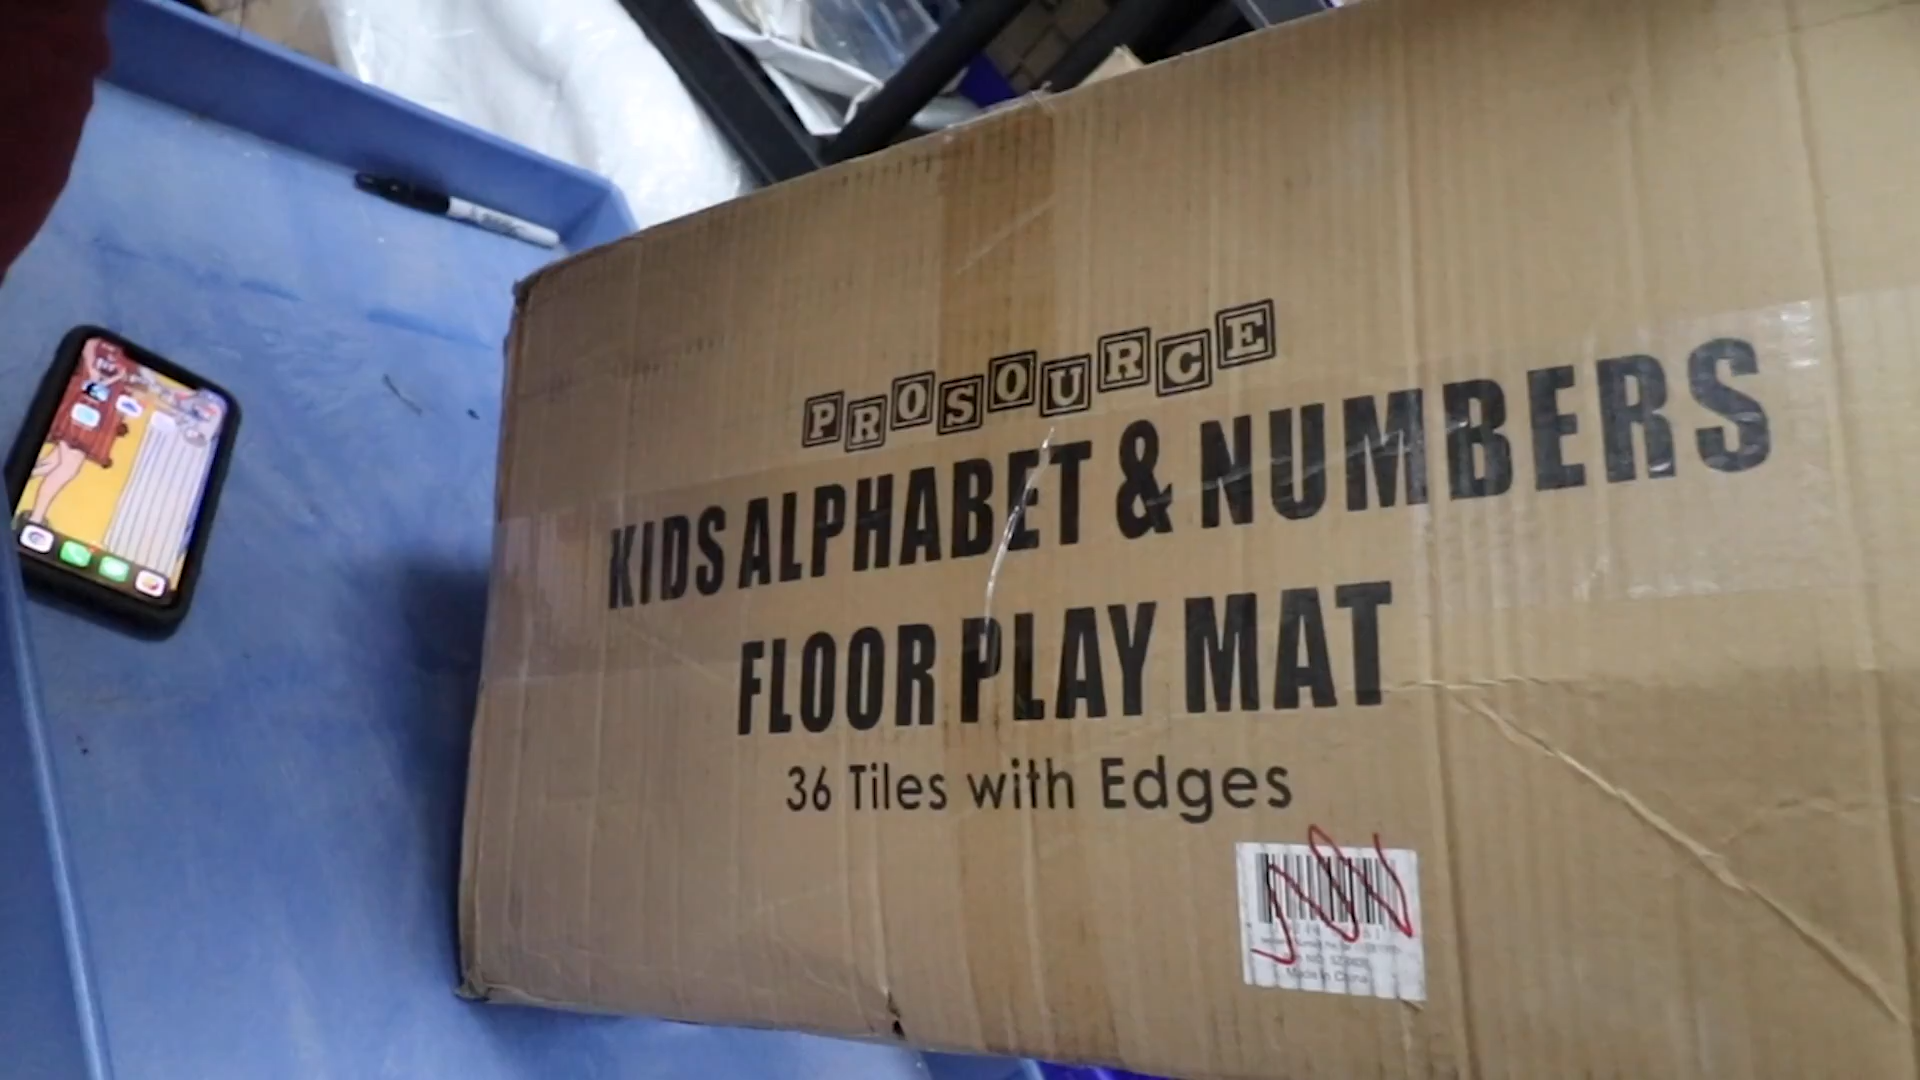 PROSOURCE
KIDS ALPHABET & NUMBERS
FLOOR PLAY MAT
36 Tiles with Edges
Made in China